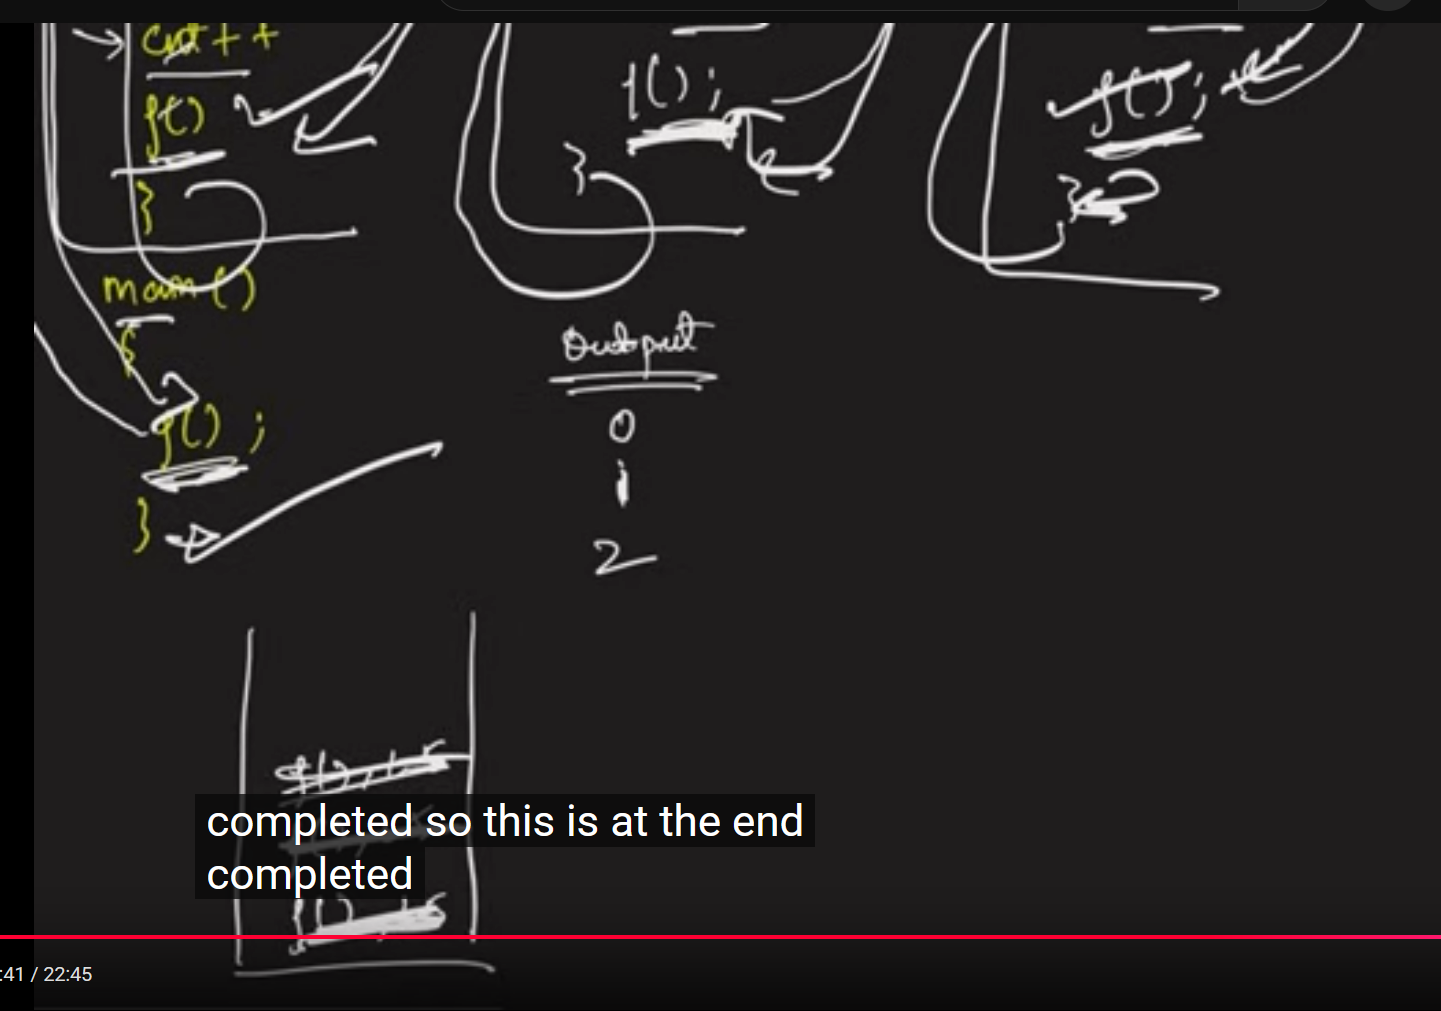 cnt++
f()
}
main()
{
f();
}
f();
}
f();
}
Output
0
1
2
completed so this is at the end
completed
f()
:41 / 22:45